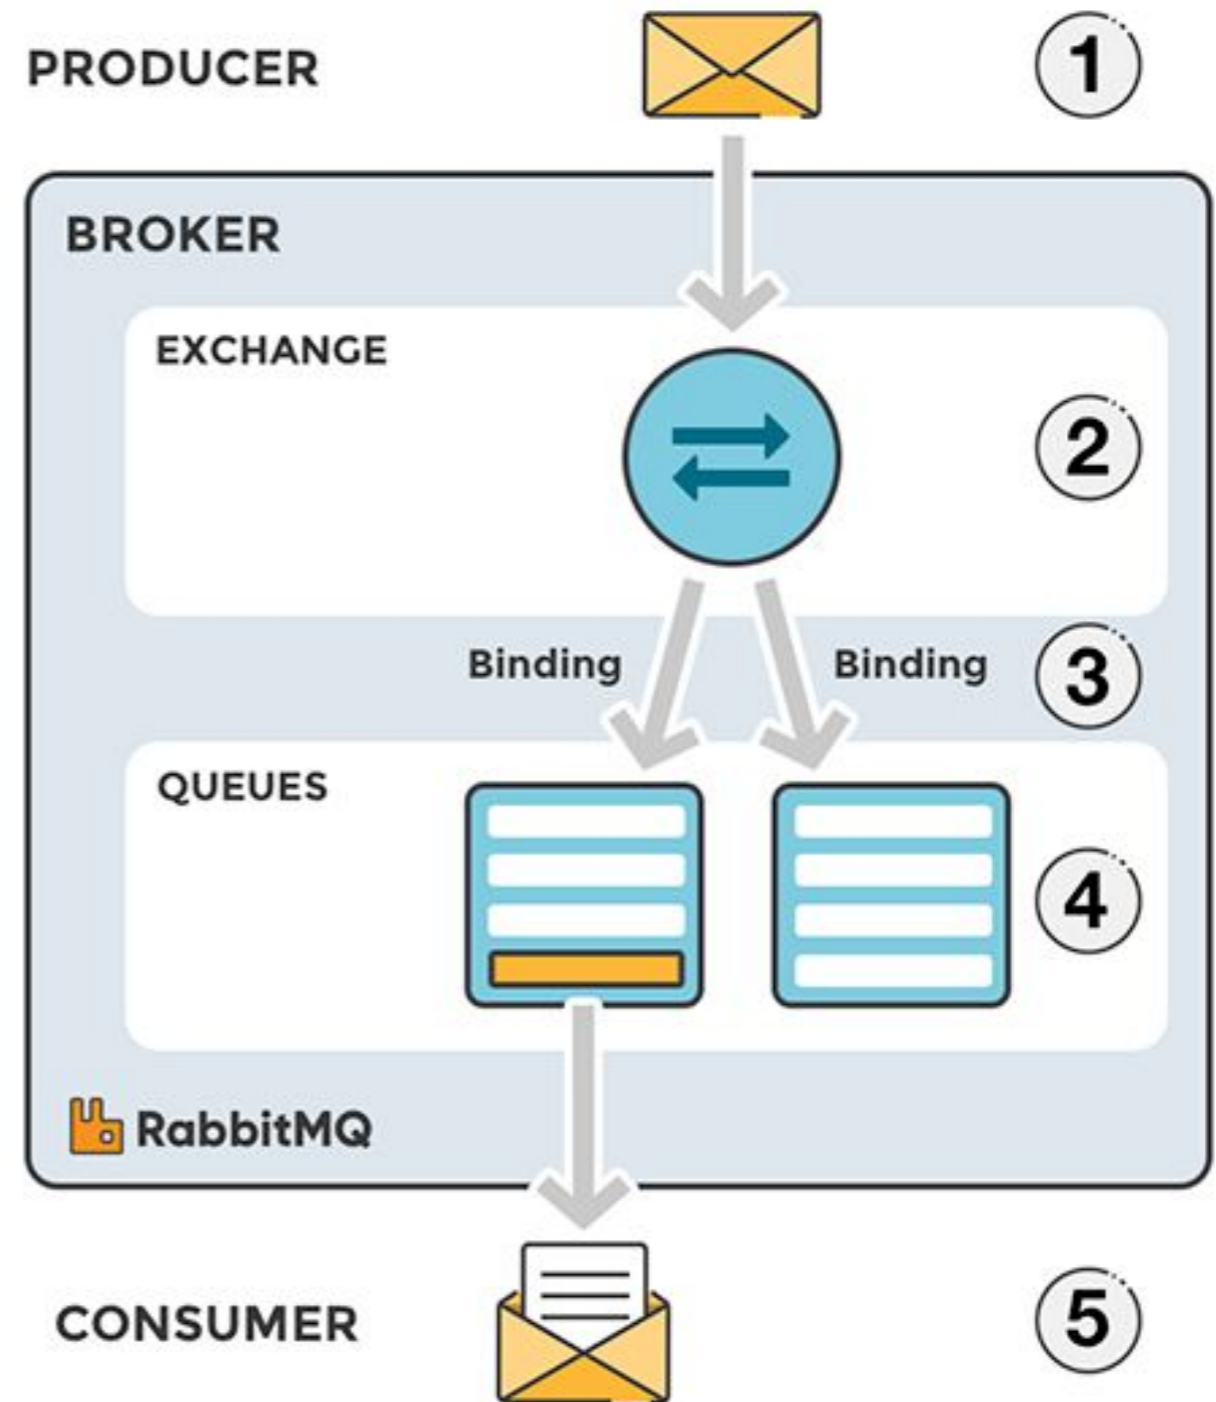 PRODUCER
1
BROKER
EXCHANGE
2
Binding
Binding
3
QUEUES
4
RabbitMQ
CONSUMER
5